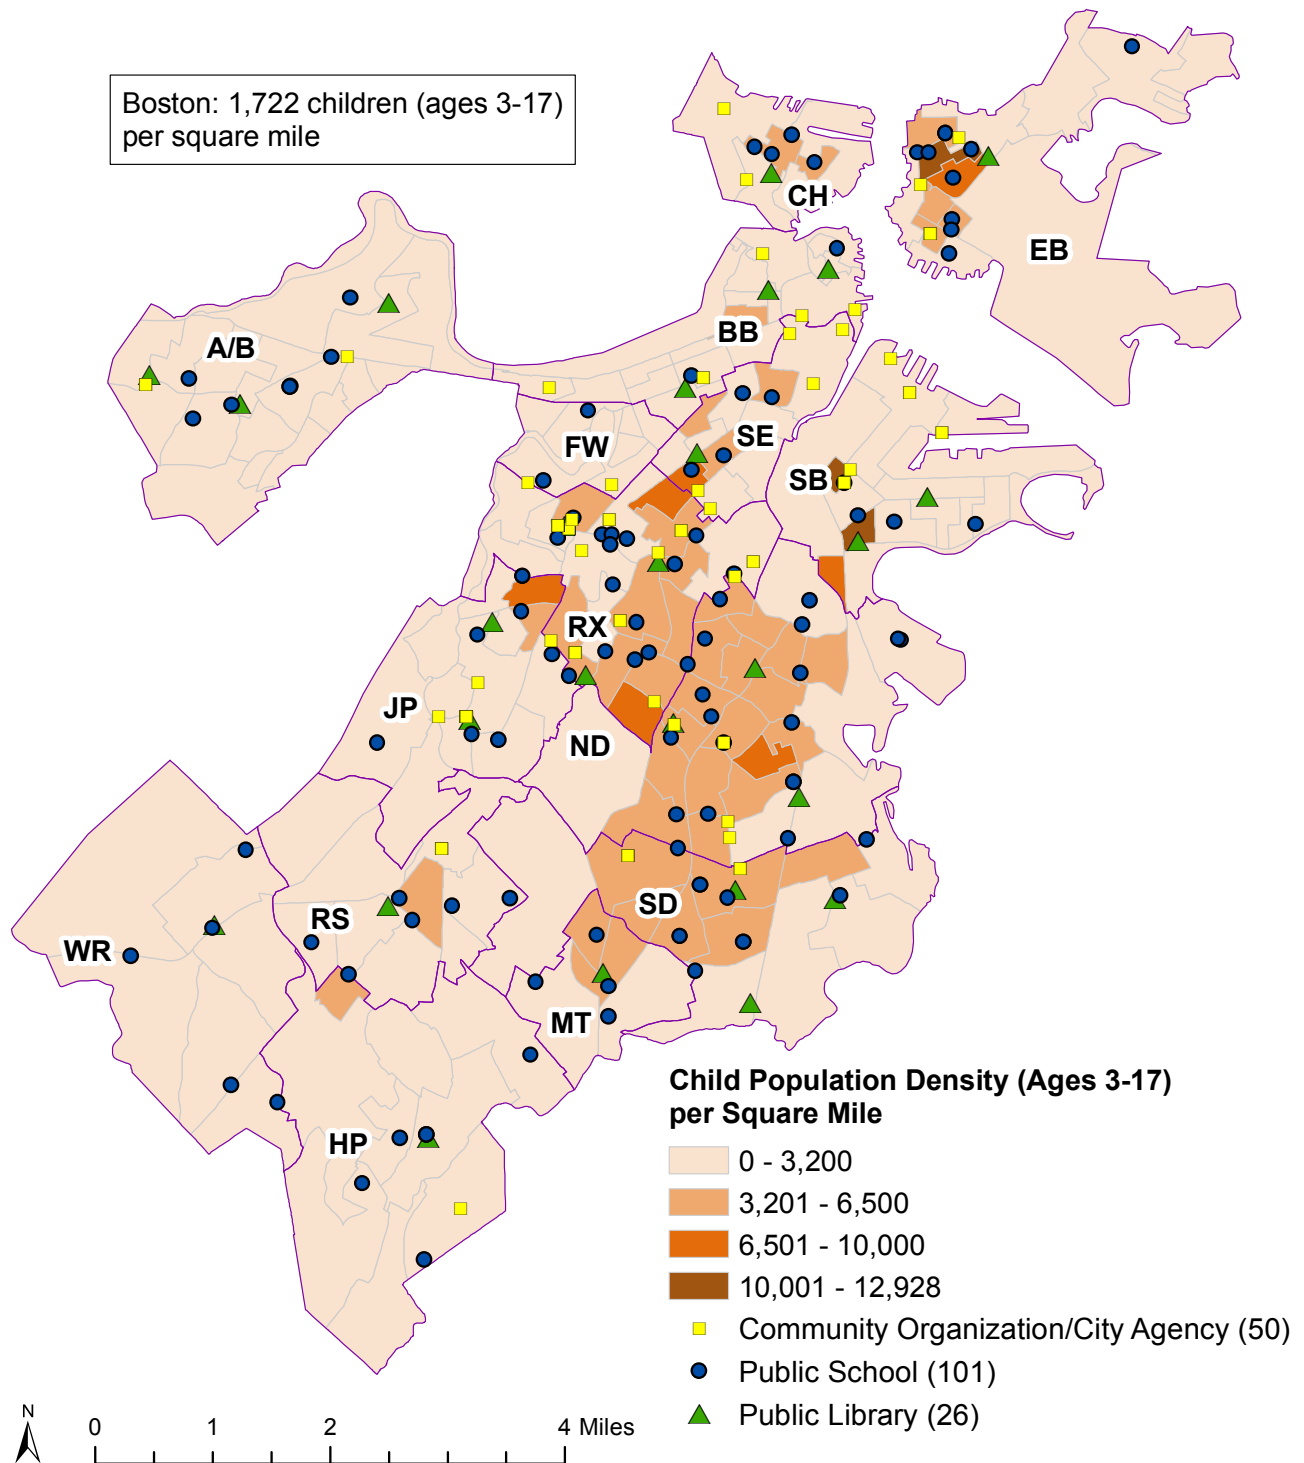 Boston: 1,722 children (ages 3-17)
per square mile
CH
EB
BB
A/B
SE
FW
SB
RX
JP
ND
SD
RS
WR
MT
HP
Child Population Density (Ages 3-17)
per Square Mile
0 - 3,200
3,201 - 6,500
6,501 - 10,000
10,001 - 12,928
Community Organization/City Agency (50)
Public School (101)
Public Library (26)
N
0 1 2 4 Miles